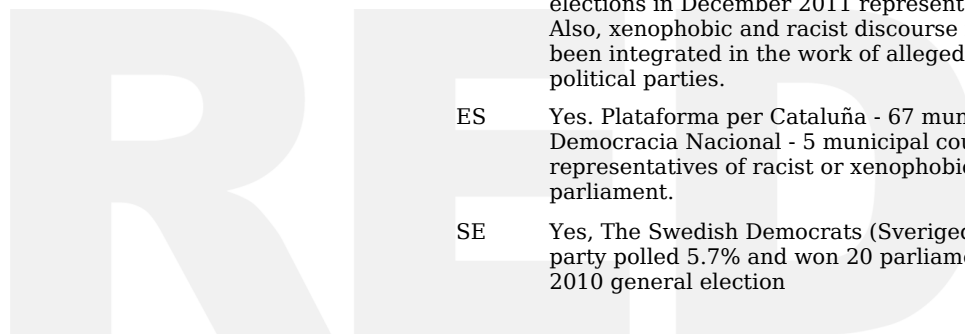 elections in December 2011 represent
Also, xenophobic and racist discourse
been integrated in the work of alleged
political parties.
ES Yes. Plataforma per Cataluña - 67 mun
Democracia Nacional - 5 municipal cou
representatives of racist or xenophobic
parliament.
SE Yes, The Swedish Democrats (Sveriged
party polled 5.7% and won 20 parliame
2010 general election
RED